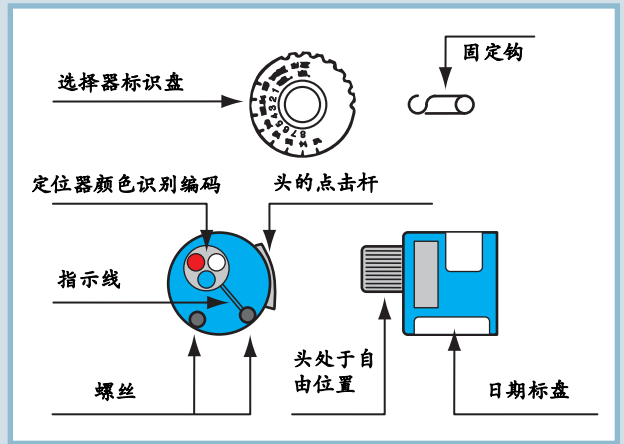 固定钩
选择器标识盘
定位器颜色识别编码
头的点击杆
指示线
头处于自
由位置
螺丝
日期标盘